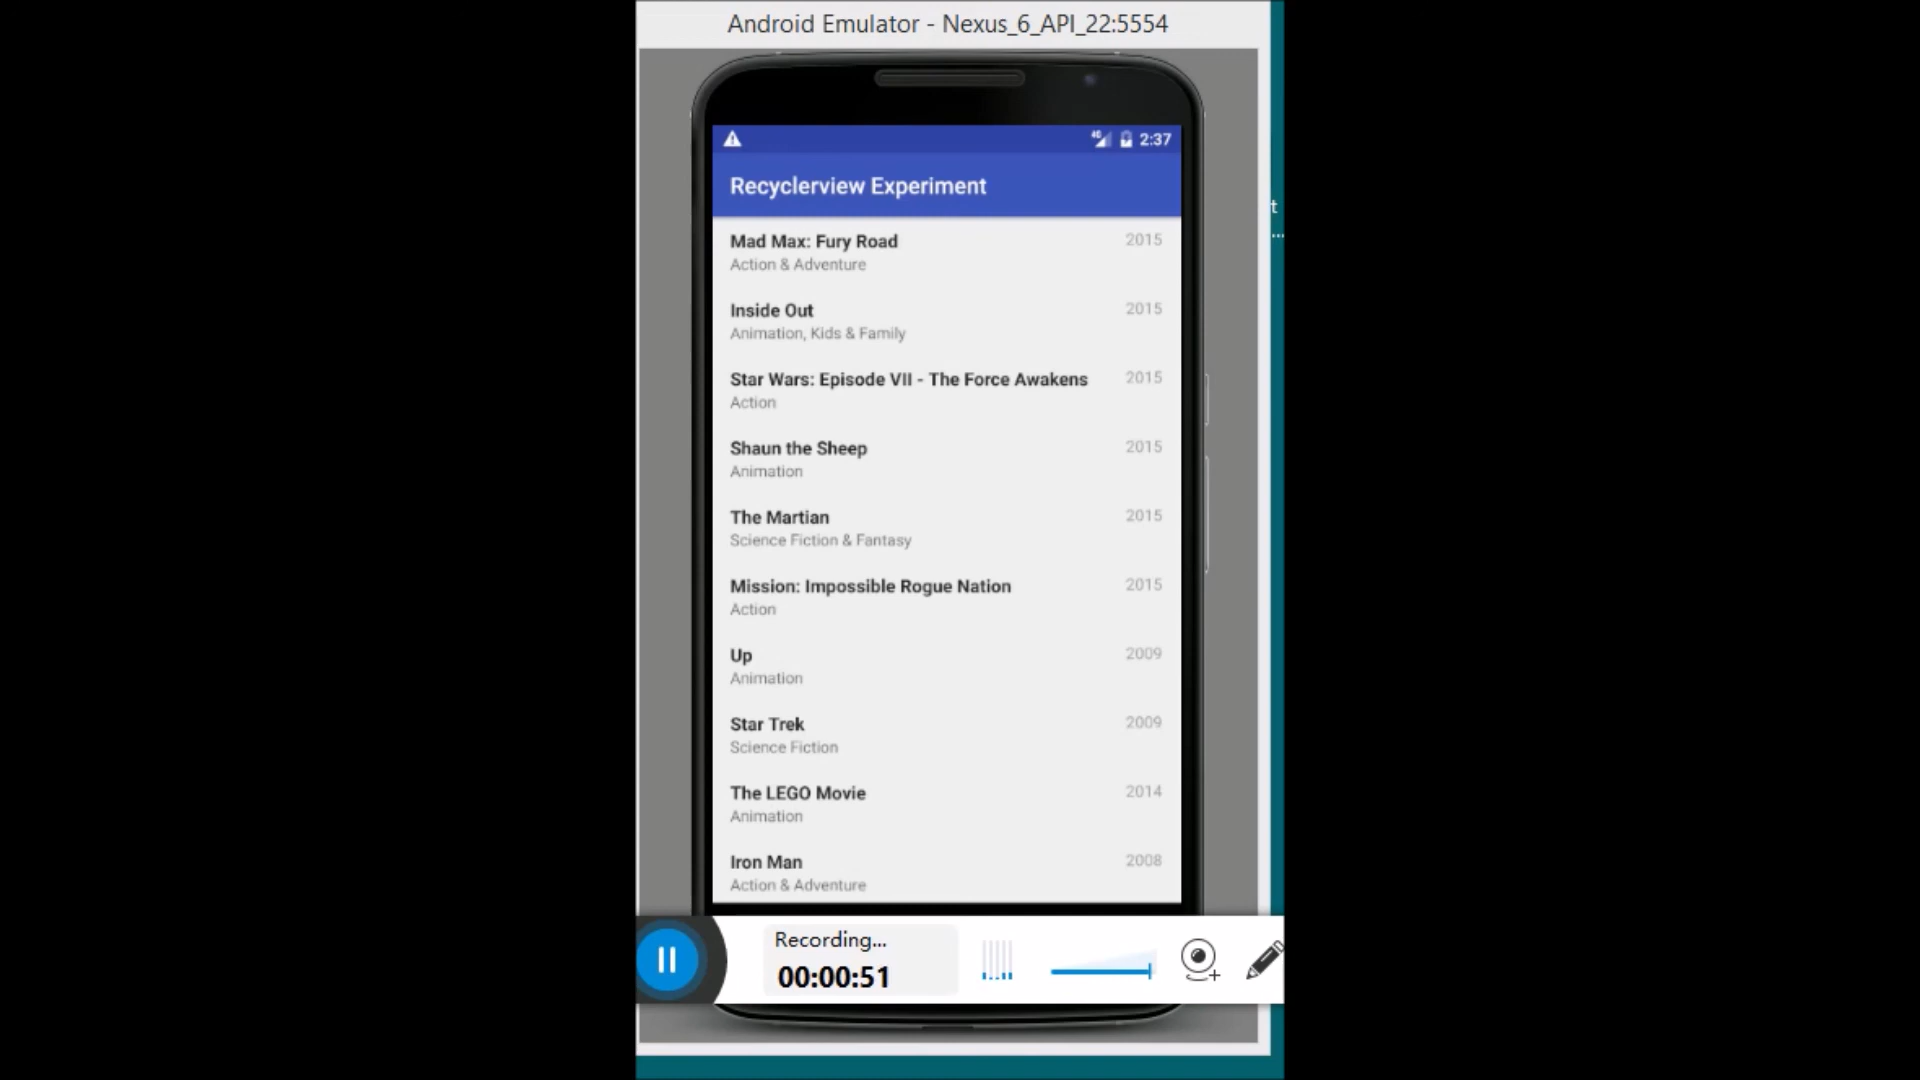 Android Emulator - Nexus_6_API_22:5554
4G 2:37
Recyclerview Experiment
Mad Max: Fury Road 2015
Action & Adventure
Inside Out 2015
Animation, Kids & Family
Star Wars: Episode VII - The Force Awakens 2015
Action
Shaun the Sheep 2015
Animation
The Martian 2015
Science Fiction & Fantasy
Mission: Impossible Rogue Nation 2015
Action
Up 2009
Animation
Star Trek 2009
Science Fiction
The LEGO Movie 2014
Animation
Iron Man 2008
Action & Adventure
Recording...
00:00:51
t
...